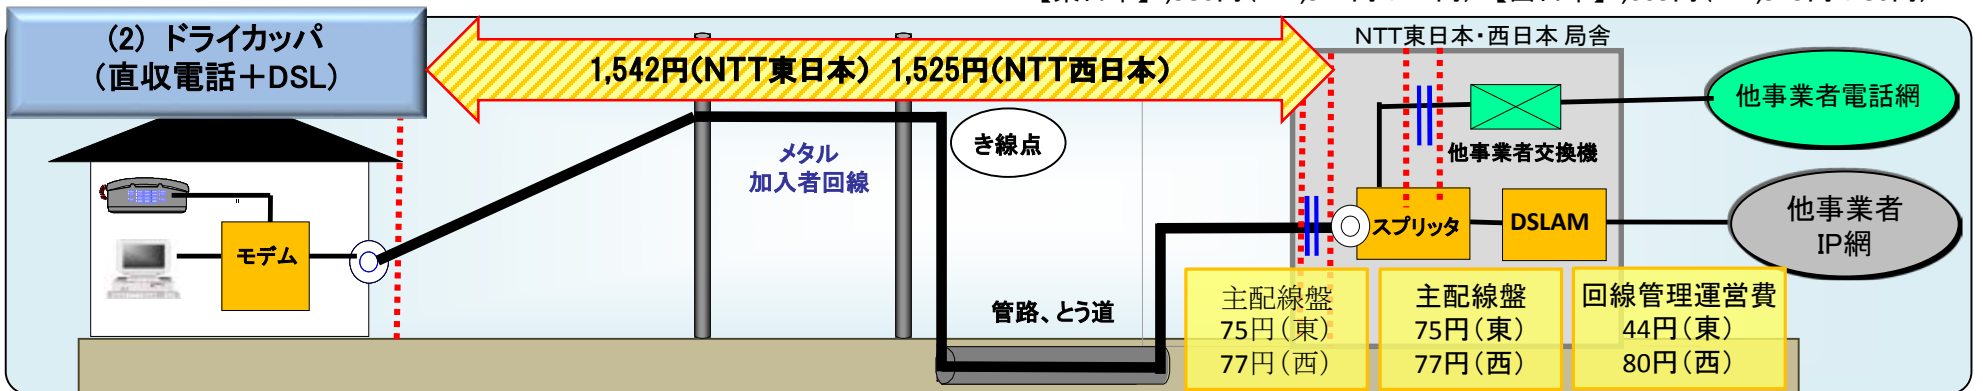 (2) ドライカッパ
(直収電話+DSL)
1,542円(NTT東日本) 1,525円(NTT西日本)
NTT東日本・西日本 局舎
他事業者電話網
き線点
メタル
加入者回線
他事業者交換機
モデム
スプリッタ
DSLAM
他事業者
IP網
管路、とう道
主配線盤
75円(東)
77円(西)
主配線盤
75円(東)
77円(西)
回線管理運営費
44円(東)
80円(西)